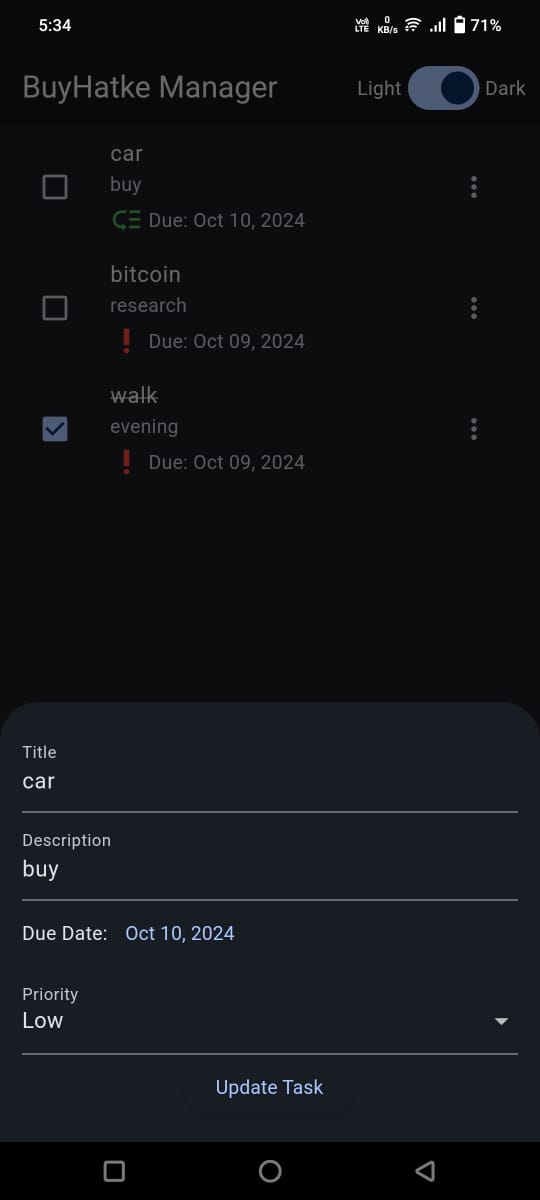 5:34 Vo) LTE 0 KB/s 71%
BuyHatke Manager Light Dark
car
buy
Due: Oct 10, 2024
bitcoin
research
Due: Oct 09, 2024
walk
evening
Due: Oct 09, 2024
Title
car
Description
buy
Due Date: Oct 10, 2024
Priority
Low
Update Task